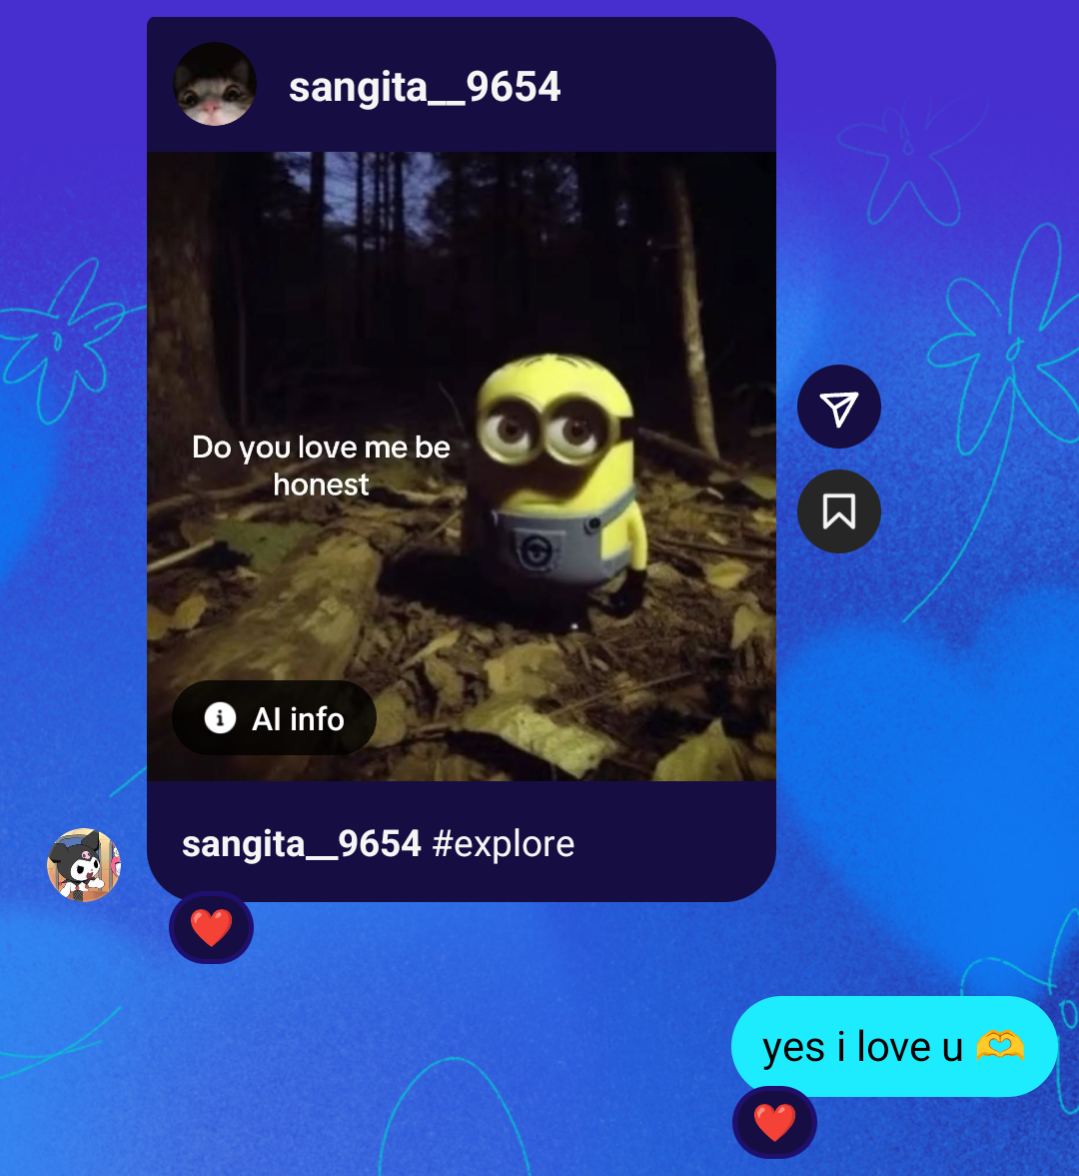 sangita__9654
Do you love me be
honest
AI info
sangita__9654 #explore
yes i love u 🫶